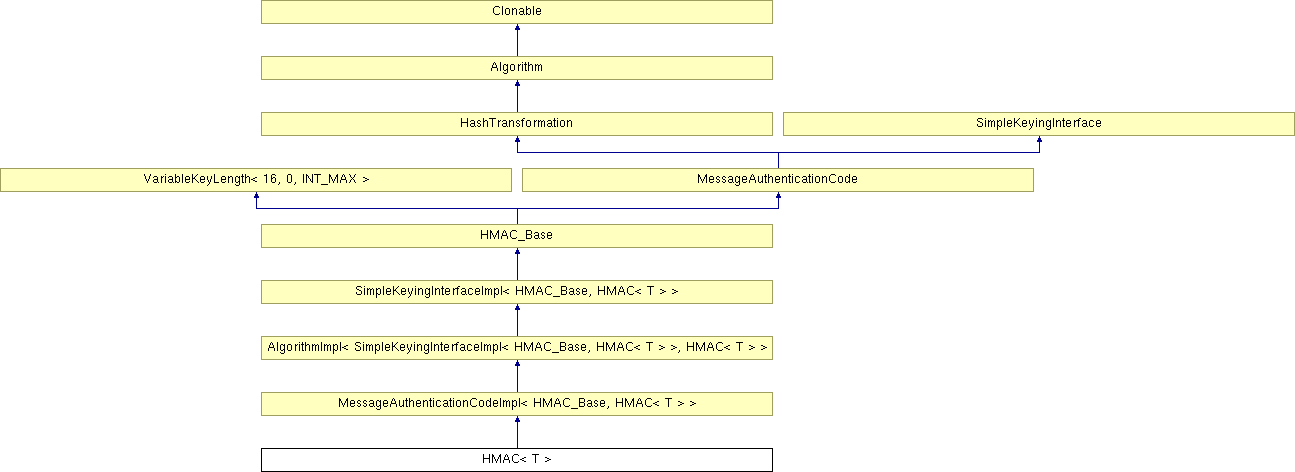 Clonable
Algorithm
HashTransformation
SimpleKeyingInterface
VariableKeyLength< 16, 0, INT_MAX >
MessageAuthenticationCode
HMAC_Base
SimpleKeyingInterfaceImpl< HMAC_Base, HMAC< T > >
AlgorithmImpl< SimpleKeyingInterfaceImpl< HMAC_Base, HMAC< T > >, HMAC< T > >
MessageAuthenticationCodeImpl< HMAC_Base, HMAC< T > >
HMAC< T >